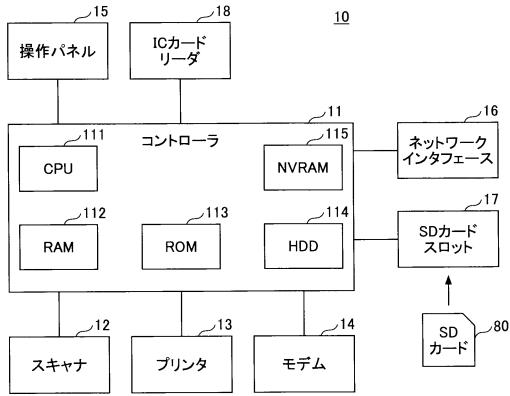 15
18
10
操作パネル
ICカード
リーダ
11
16
111
コントローラ
115
CPU
NVRAM
ネットワーク
インタフェース
112
113
114
17
RAM
ROM
HDD
SDカード
スロット
12
13
14
SD
カード
80
スキャナ
プリンタ
モデム